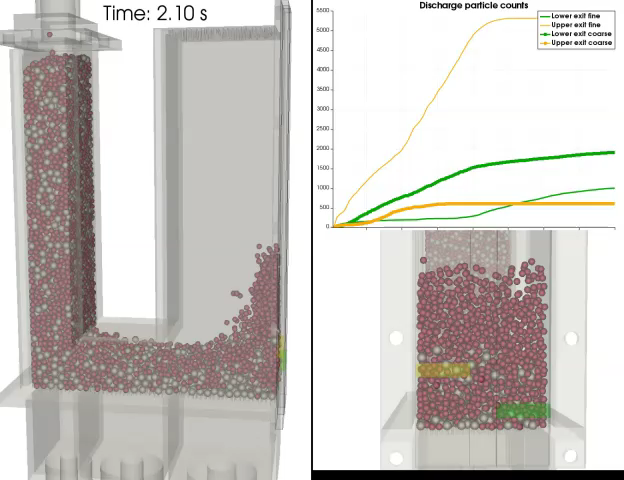 Time: 2.10 s
Discharge particle counts
Lower exit fine
Upper exit fine
Lower exit coarse
Upper exit coarse
5500
5000
4500
4000
3500
3000
2500
2000
1500
1000
500
0